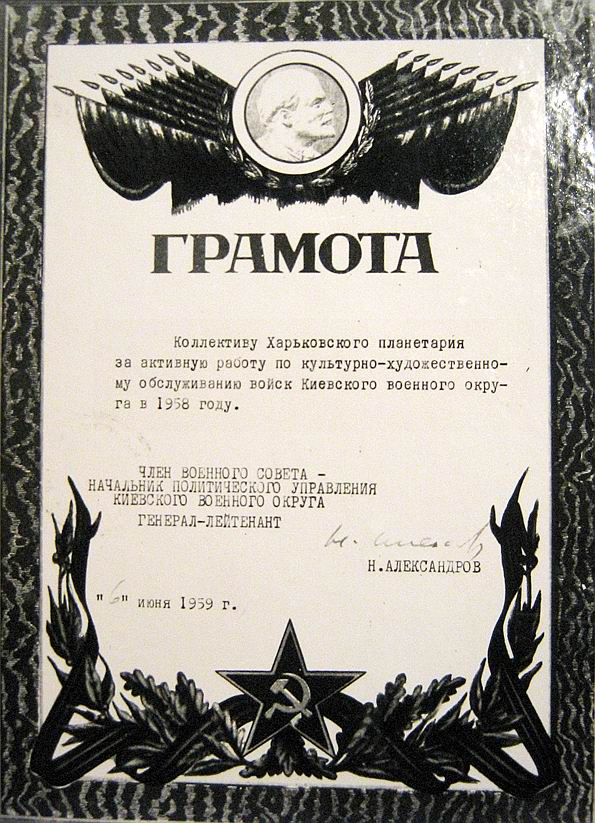 ГРАМОТА
Коллективу Харьковского планетария
за активную работу по культурно-художественно-
му обслуживанию войск Киевского военного окру-
га в 1958 году.
ЧЛЕН ВОЕННОГО СОВЕТА –
НАЧАЛЬНИК ПОЛИТИЧЕСКОГО УПРАВЛЕНИЯ
КИЕВСКОГО ВОЕННОГО ОКРУГА
ГЕНЕРАЛ-ЛЕЙТЕНАНТ
Н.АЛЕКСАНДРОВ
"6" июня 1959 г.